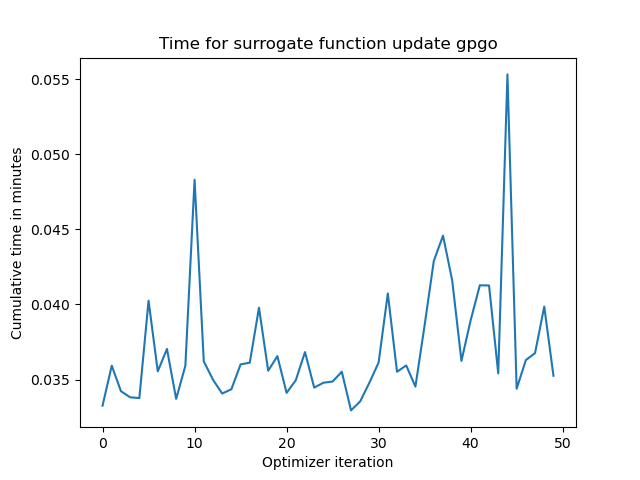 Time for surrogate function update gpgo
Cumulative time in minutes
0.055
0.050
0.045
0.040
0.035
0 10 20 30 40 50
Optimizer iteration